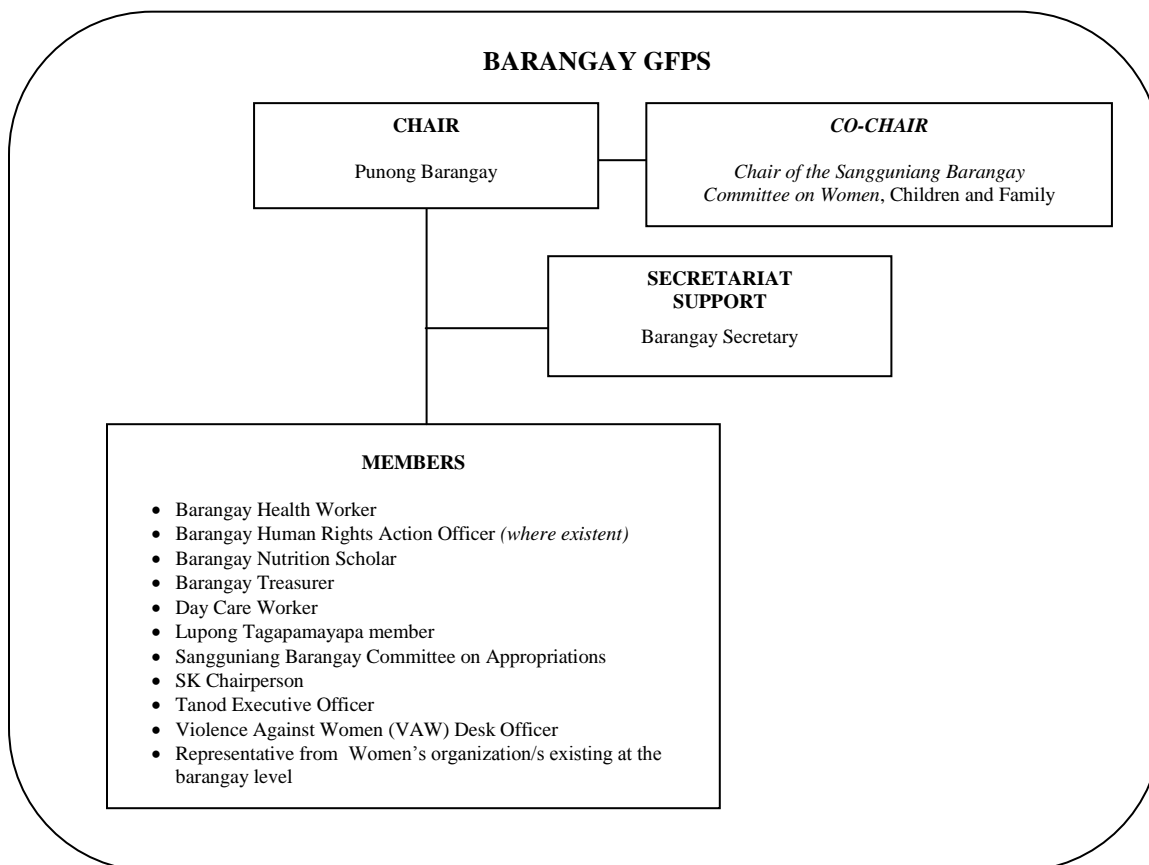 BARANGAY GFPS
CHAIR
Punong Barangay
CO-CHAIR
Chair of the Sangguniang Barangay
Committee on Women, Children and Family
SECRETARIAT
SUPPORT
Barangay Secretary
MEMBERS
• Barangay Health Worker
• Barangay Human Rights Action Officer (where existent)
• Barangay Nutrition Scholar
• Barangay Treasurer
• Day Care Worker
• Lupong Tagapamayapa member
• Sangguniang Barangay Committee on Appropriations
• SK Chairperson
• Tanod Executive Officer
• Violence Against Women (VAW) Desk Officer
• Representative from Women’s organization/s existing at the
barangay level